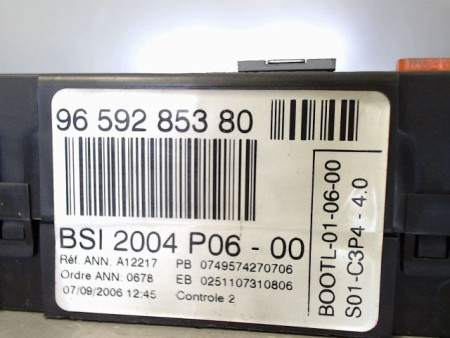 96 592 853 80
BSI 2004 P06 - 00
Réf. ANN: A12217 PB 0749574270706
Ordre ANN: 0678 EB 0251107310806
07/09/2006 12:45 Controle 2
BOOTL-01-06-00
S01-C3P4 - 4.0